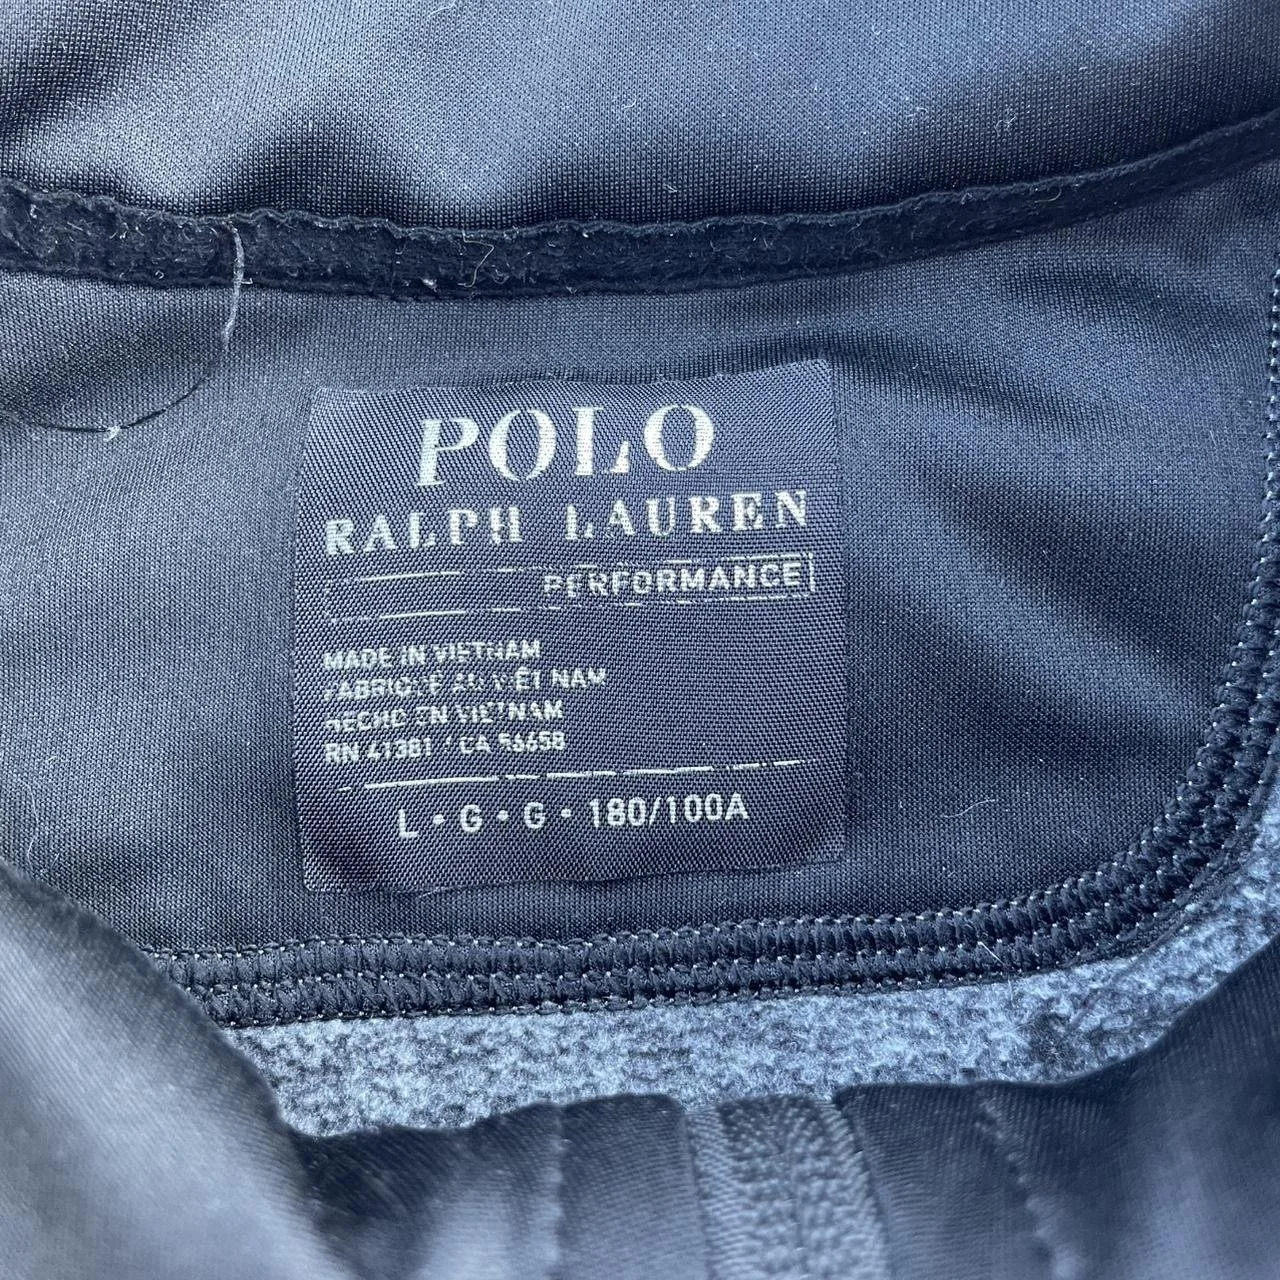 POLO
RALPH LAUREN
PERFORMANCE
MADE IN VIETNAM
FABRIQUÉ AU VIÊT NAM
HECHO EN VIETNAM
RN 41381 / CA 56658
L • G • G • 180/100A